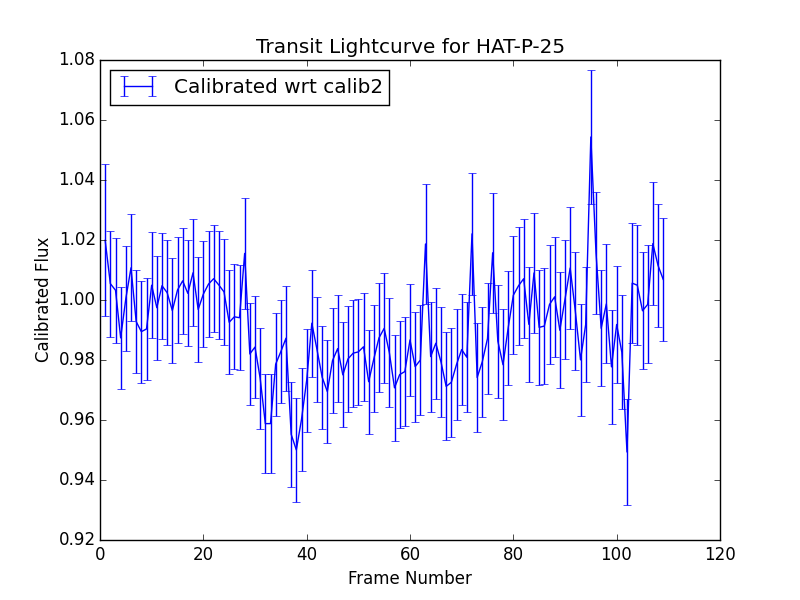 Transit Lightcurve for HAT-P-25
Calibrated wrt calib2
Calibrated Flux
1.08
1.06
1.04
1.02
1.00
0.98
0.96
0.94
0.92
0 20 40 60 80 100 120
Frame Number